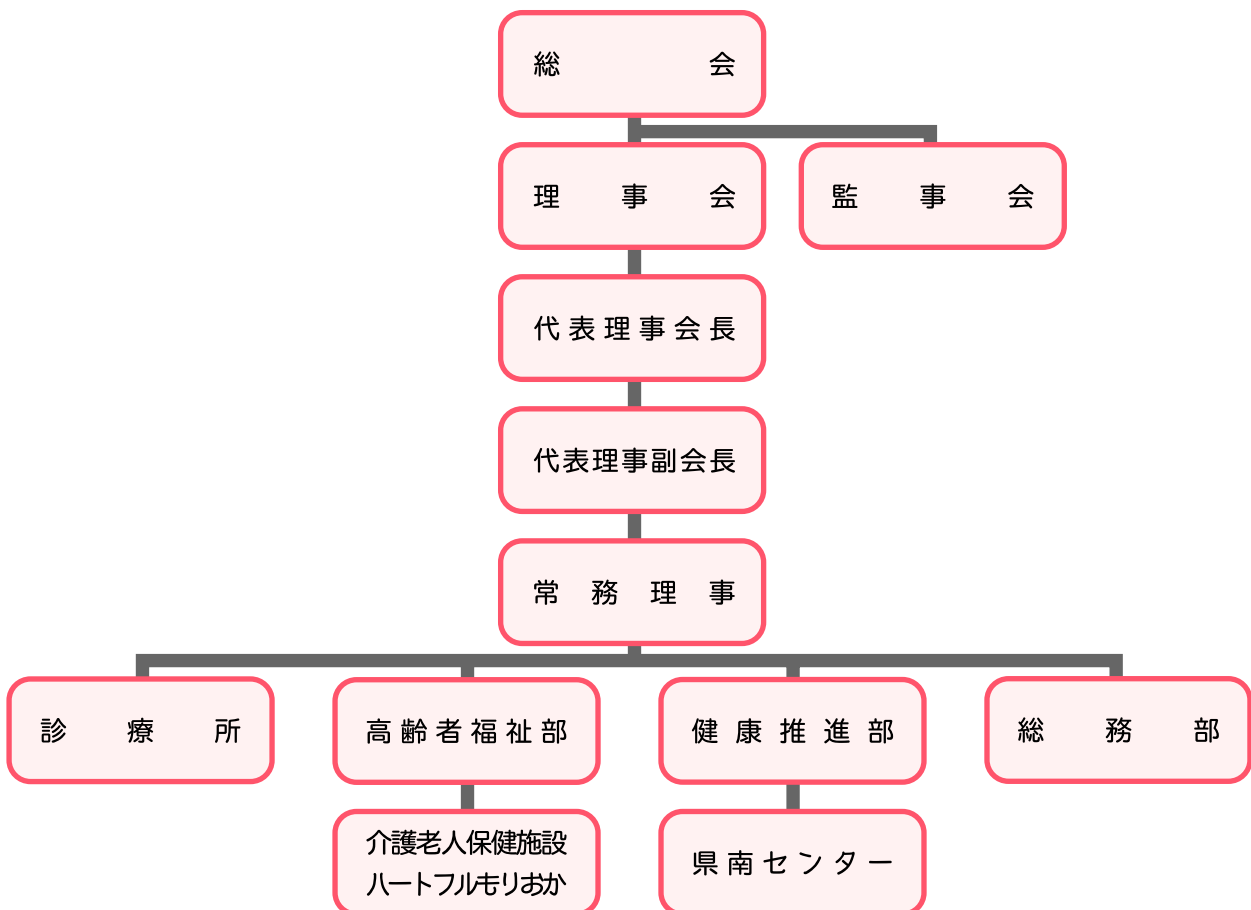 総会
理事会
監事会
代表理事会長
代表理事副会長
常務理事
診療所
高齢者福祉部
健康推進部
総務部
介護老人保健施設
ハートフルもりおか
県南センター